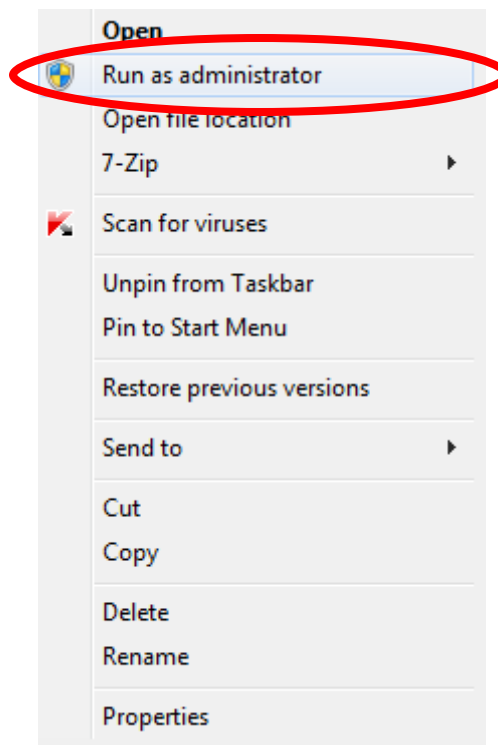 Open
Run as administrator
Open file location
7-Zip
Scan for viruses
Unpin from Taskbar
Pin to Start Menu
Restore previous versions
Send to
Cut
Copy
Delete
Rename
Properties